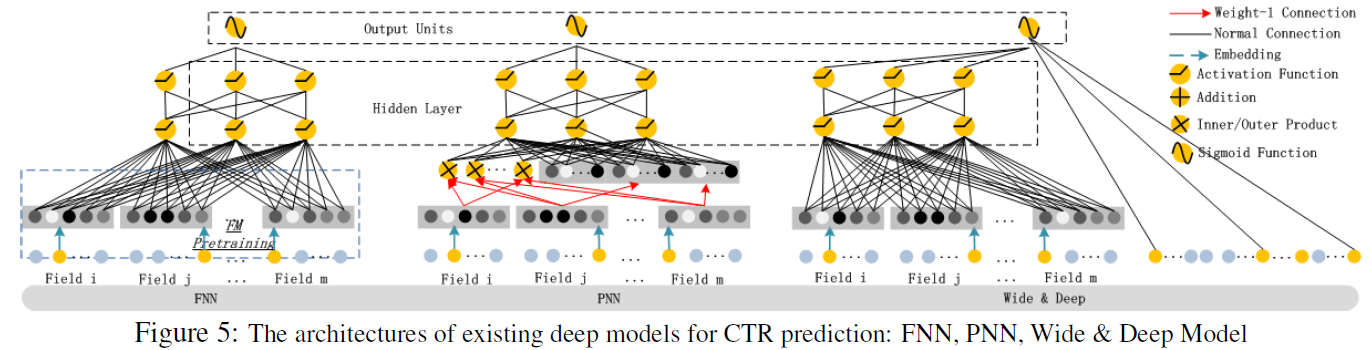 Output Units
Hidden Layer
Weight-1 Connection
Normal Connection
Embedding
Activation Function
Addition
Inner/Outer Product
Sigmoid Function
FM
Pretraining
Field i Field j ... Field m
Field i Field j ... Field m
Field i Field j ... Field m
FNN PNN Wide & Deep
Figure 5: The architectures of existing deep models for CTR prediction: FNN, PNN, Wide & Deep Model